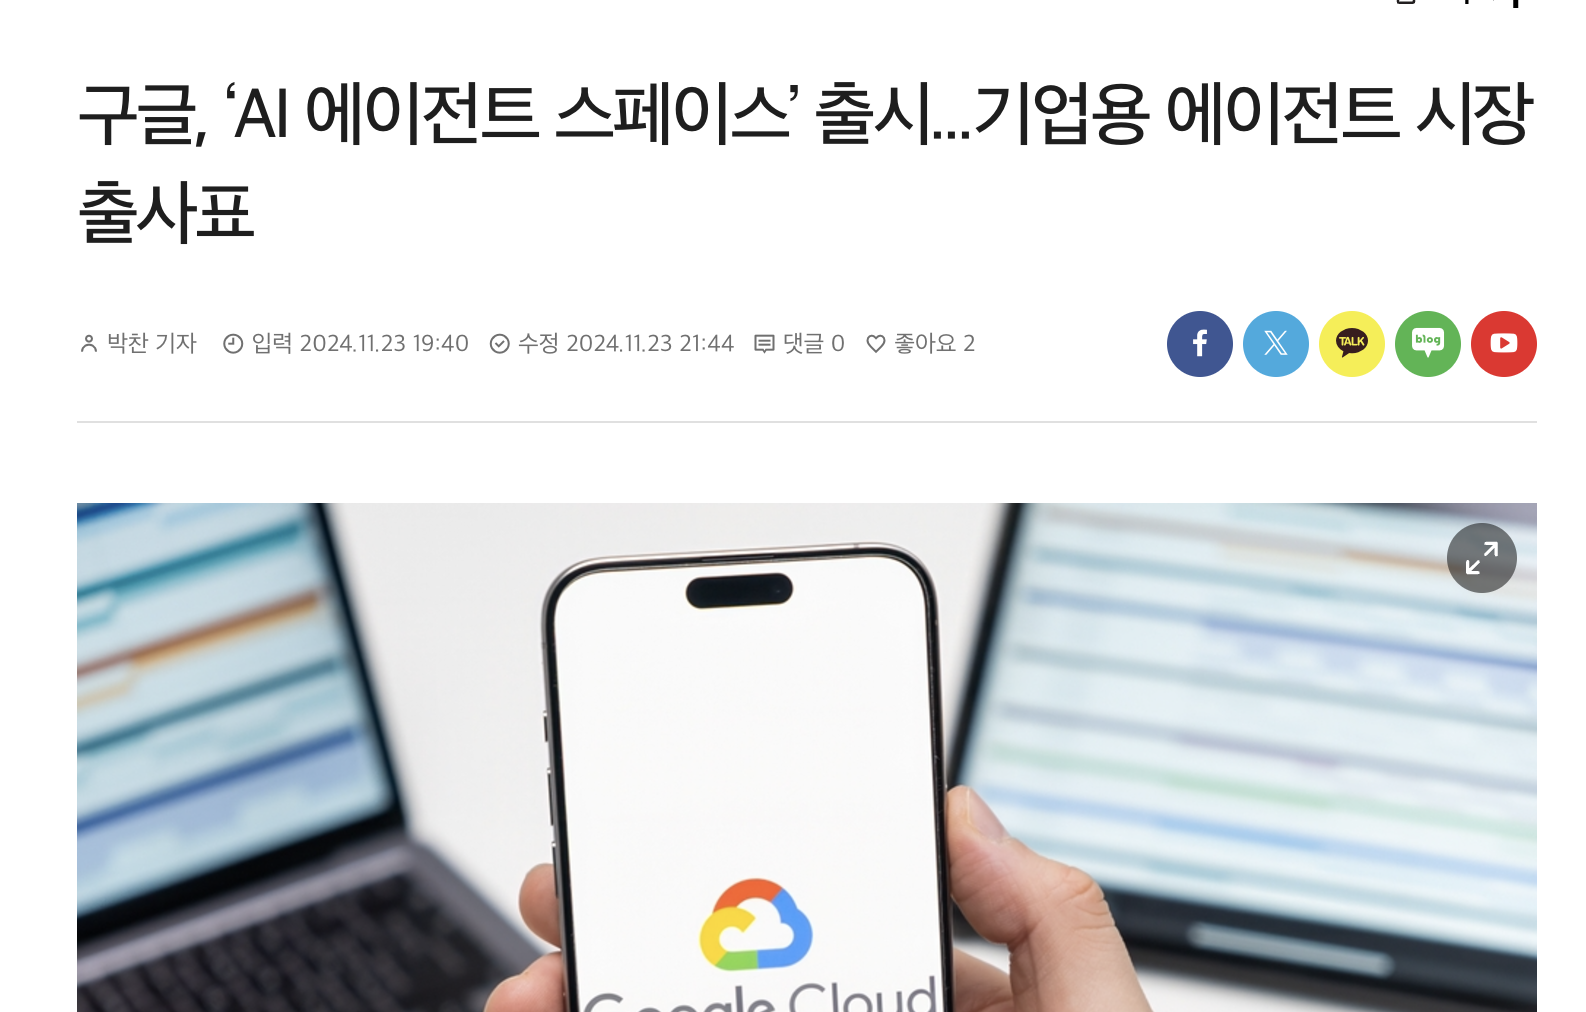 구글, ‘AI 에이전트 스페이스’ 출시...기업용 에이전트 시장
출사표
박찬 기자 입력 2024.11.23 19:40 수정 2024.11.23 21:44 댓글 0 좋아요 2
TALK
blog
Google Cloud